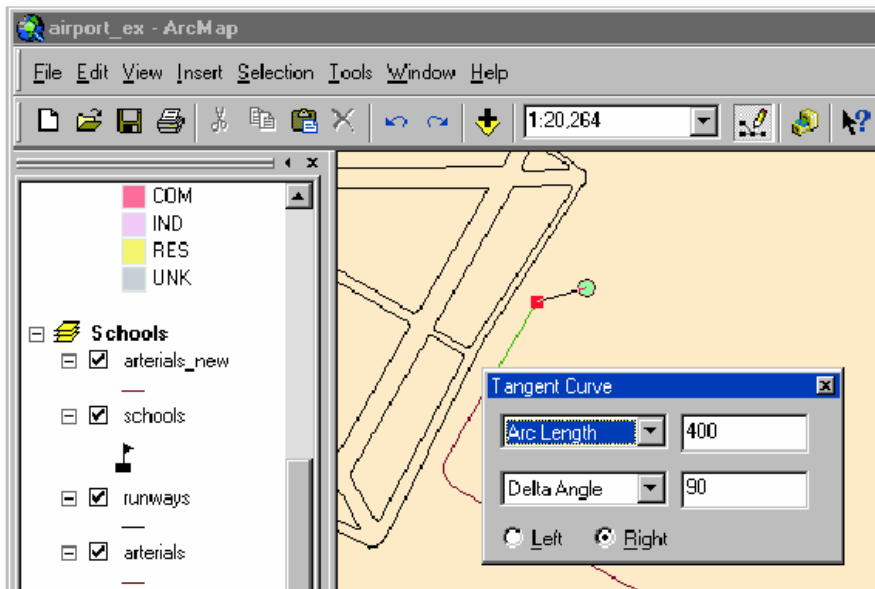 airport_ex - ArcMap
File Edit View Insert Selection Tools Window Help
1:20,264
COM
IND
RES
UNK
Schools
arterials_new
schools
runways
arterials
Tangent Curve
Arc Length 400
Delta Angle 90
Left Right